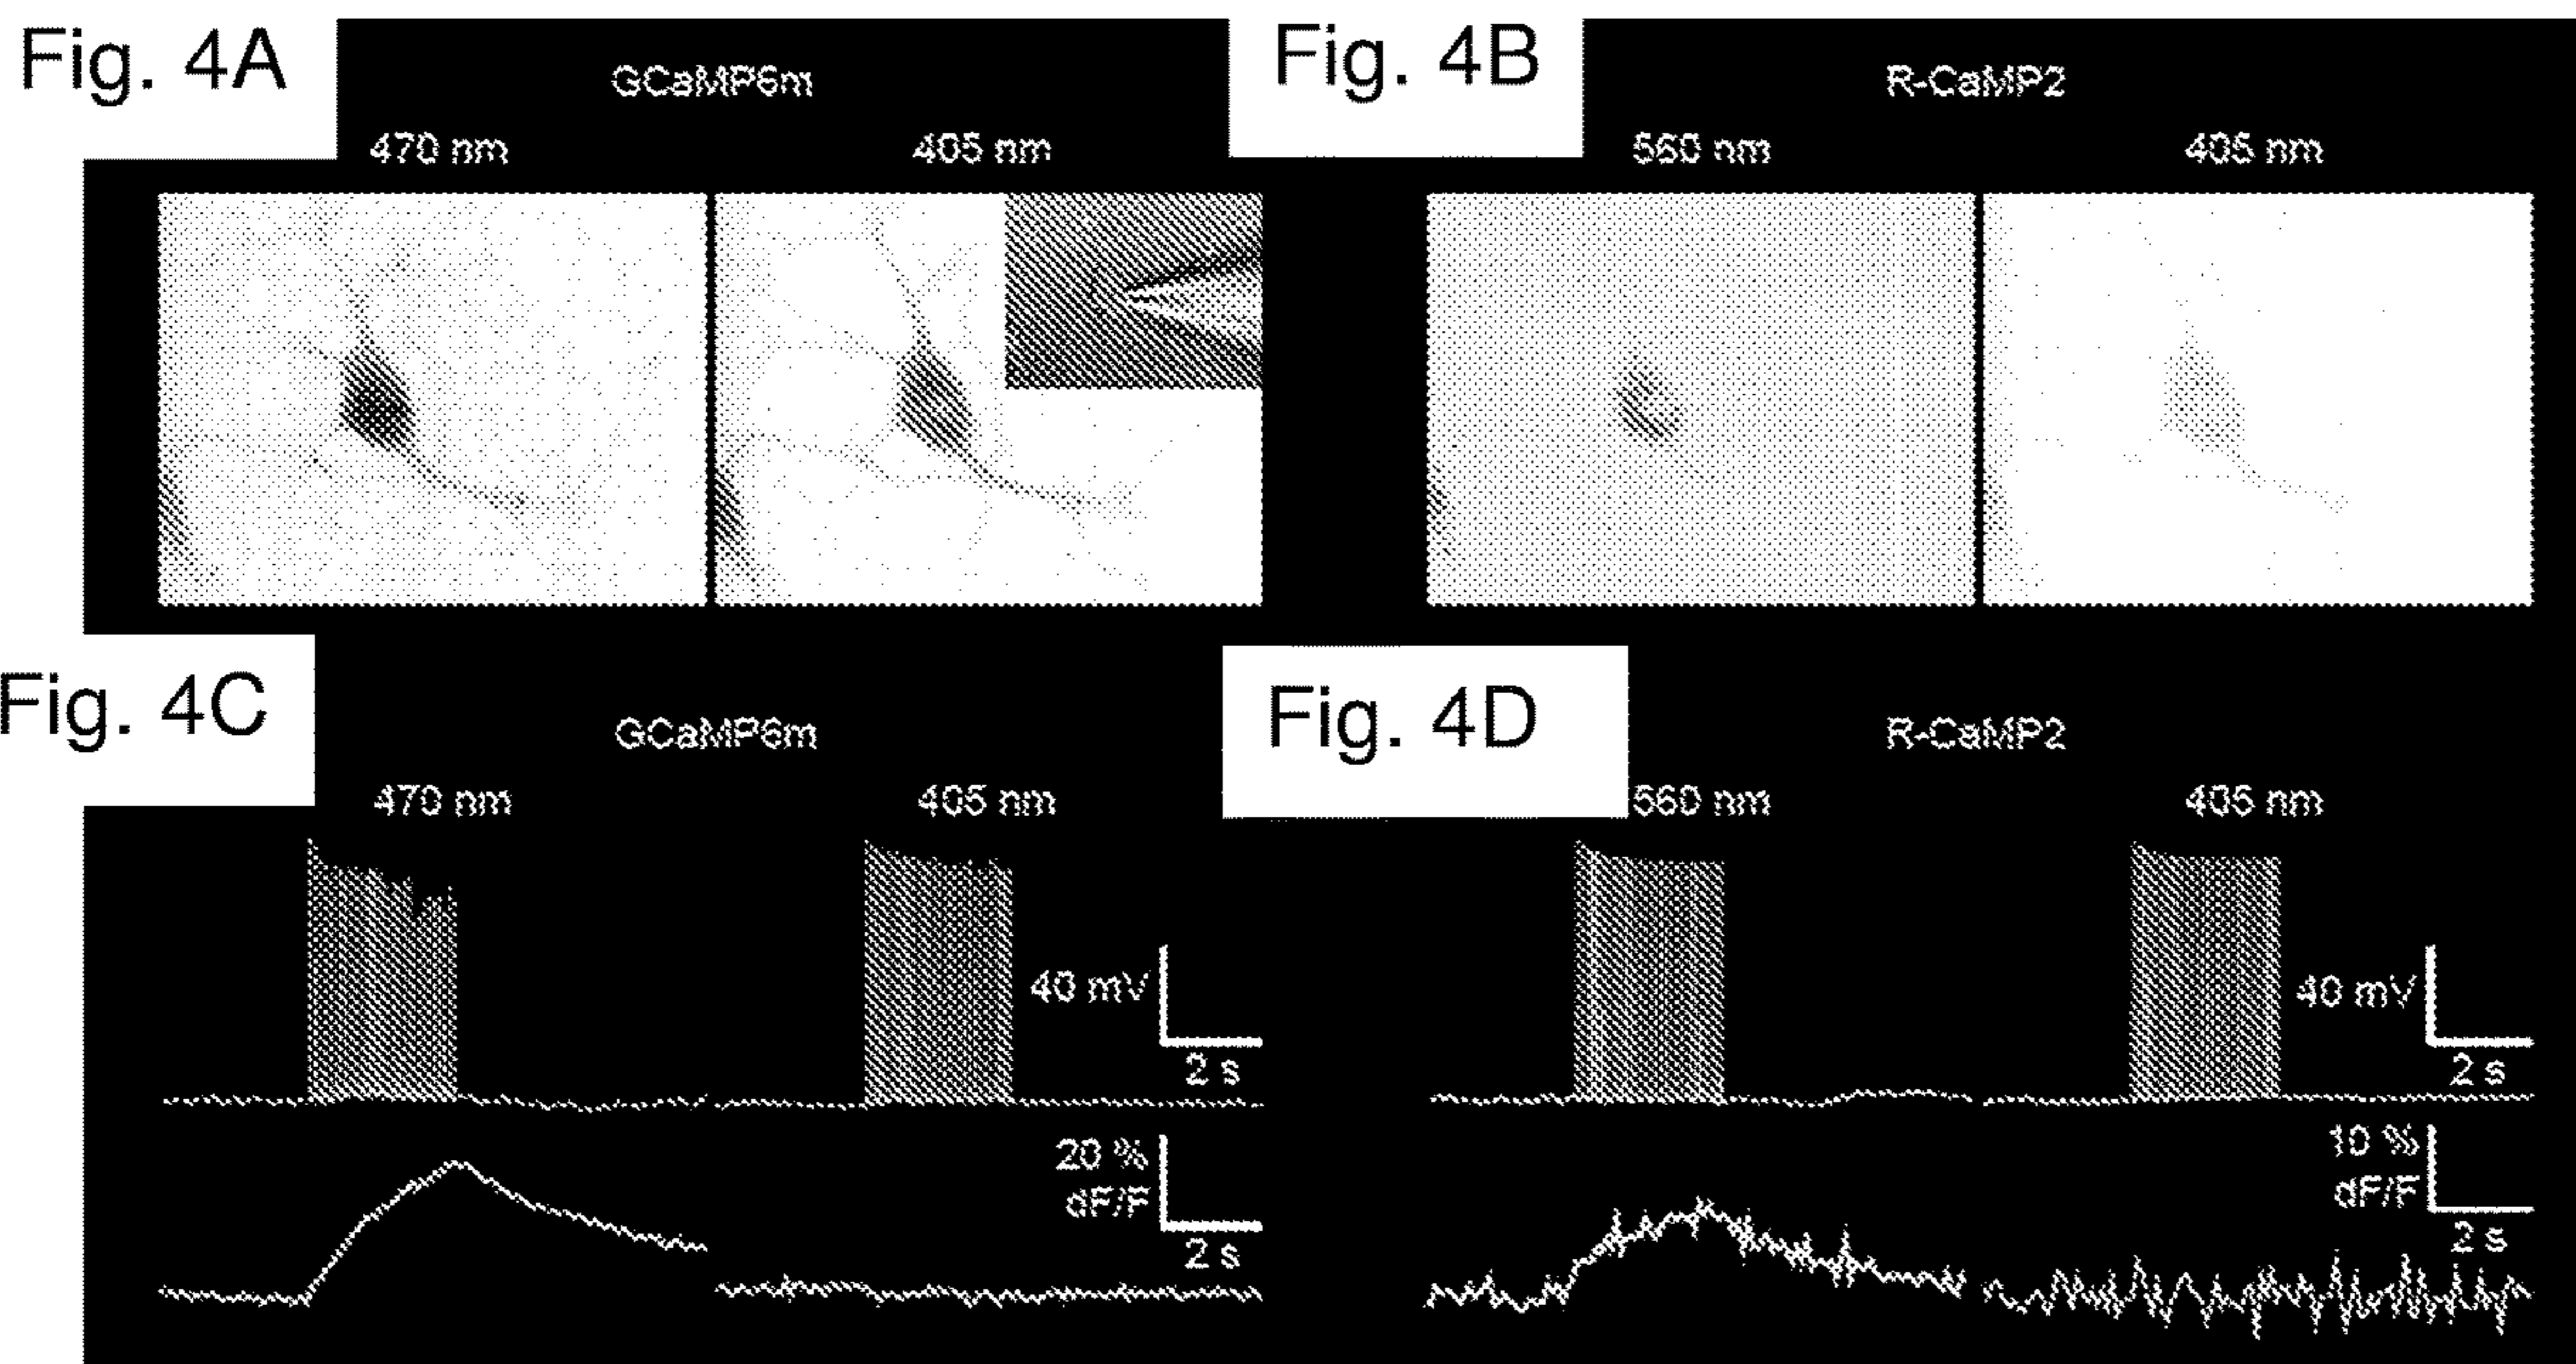 Fig. 4A
GCaMP6m
470 nm
405 nm
Fig. 4B
R-CaMP2
560 nm
405 nm
Fig. 4C
GCaMP6m
470 nm
405 nm
40 mV
2 s
20 %
dF/F
2 s
Fig. 4D
R-CaMP2
560 nm
405 nm
40 mV
2 s
10 %
dF/F
2 s